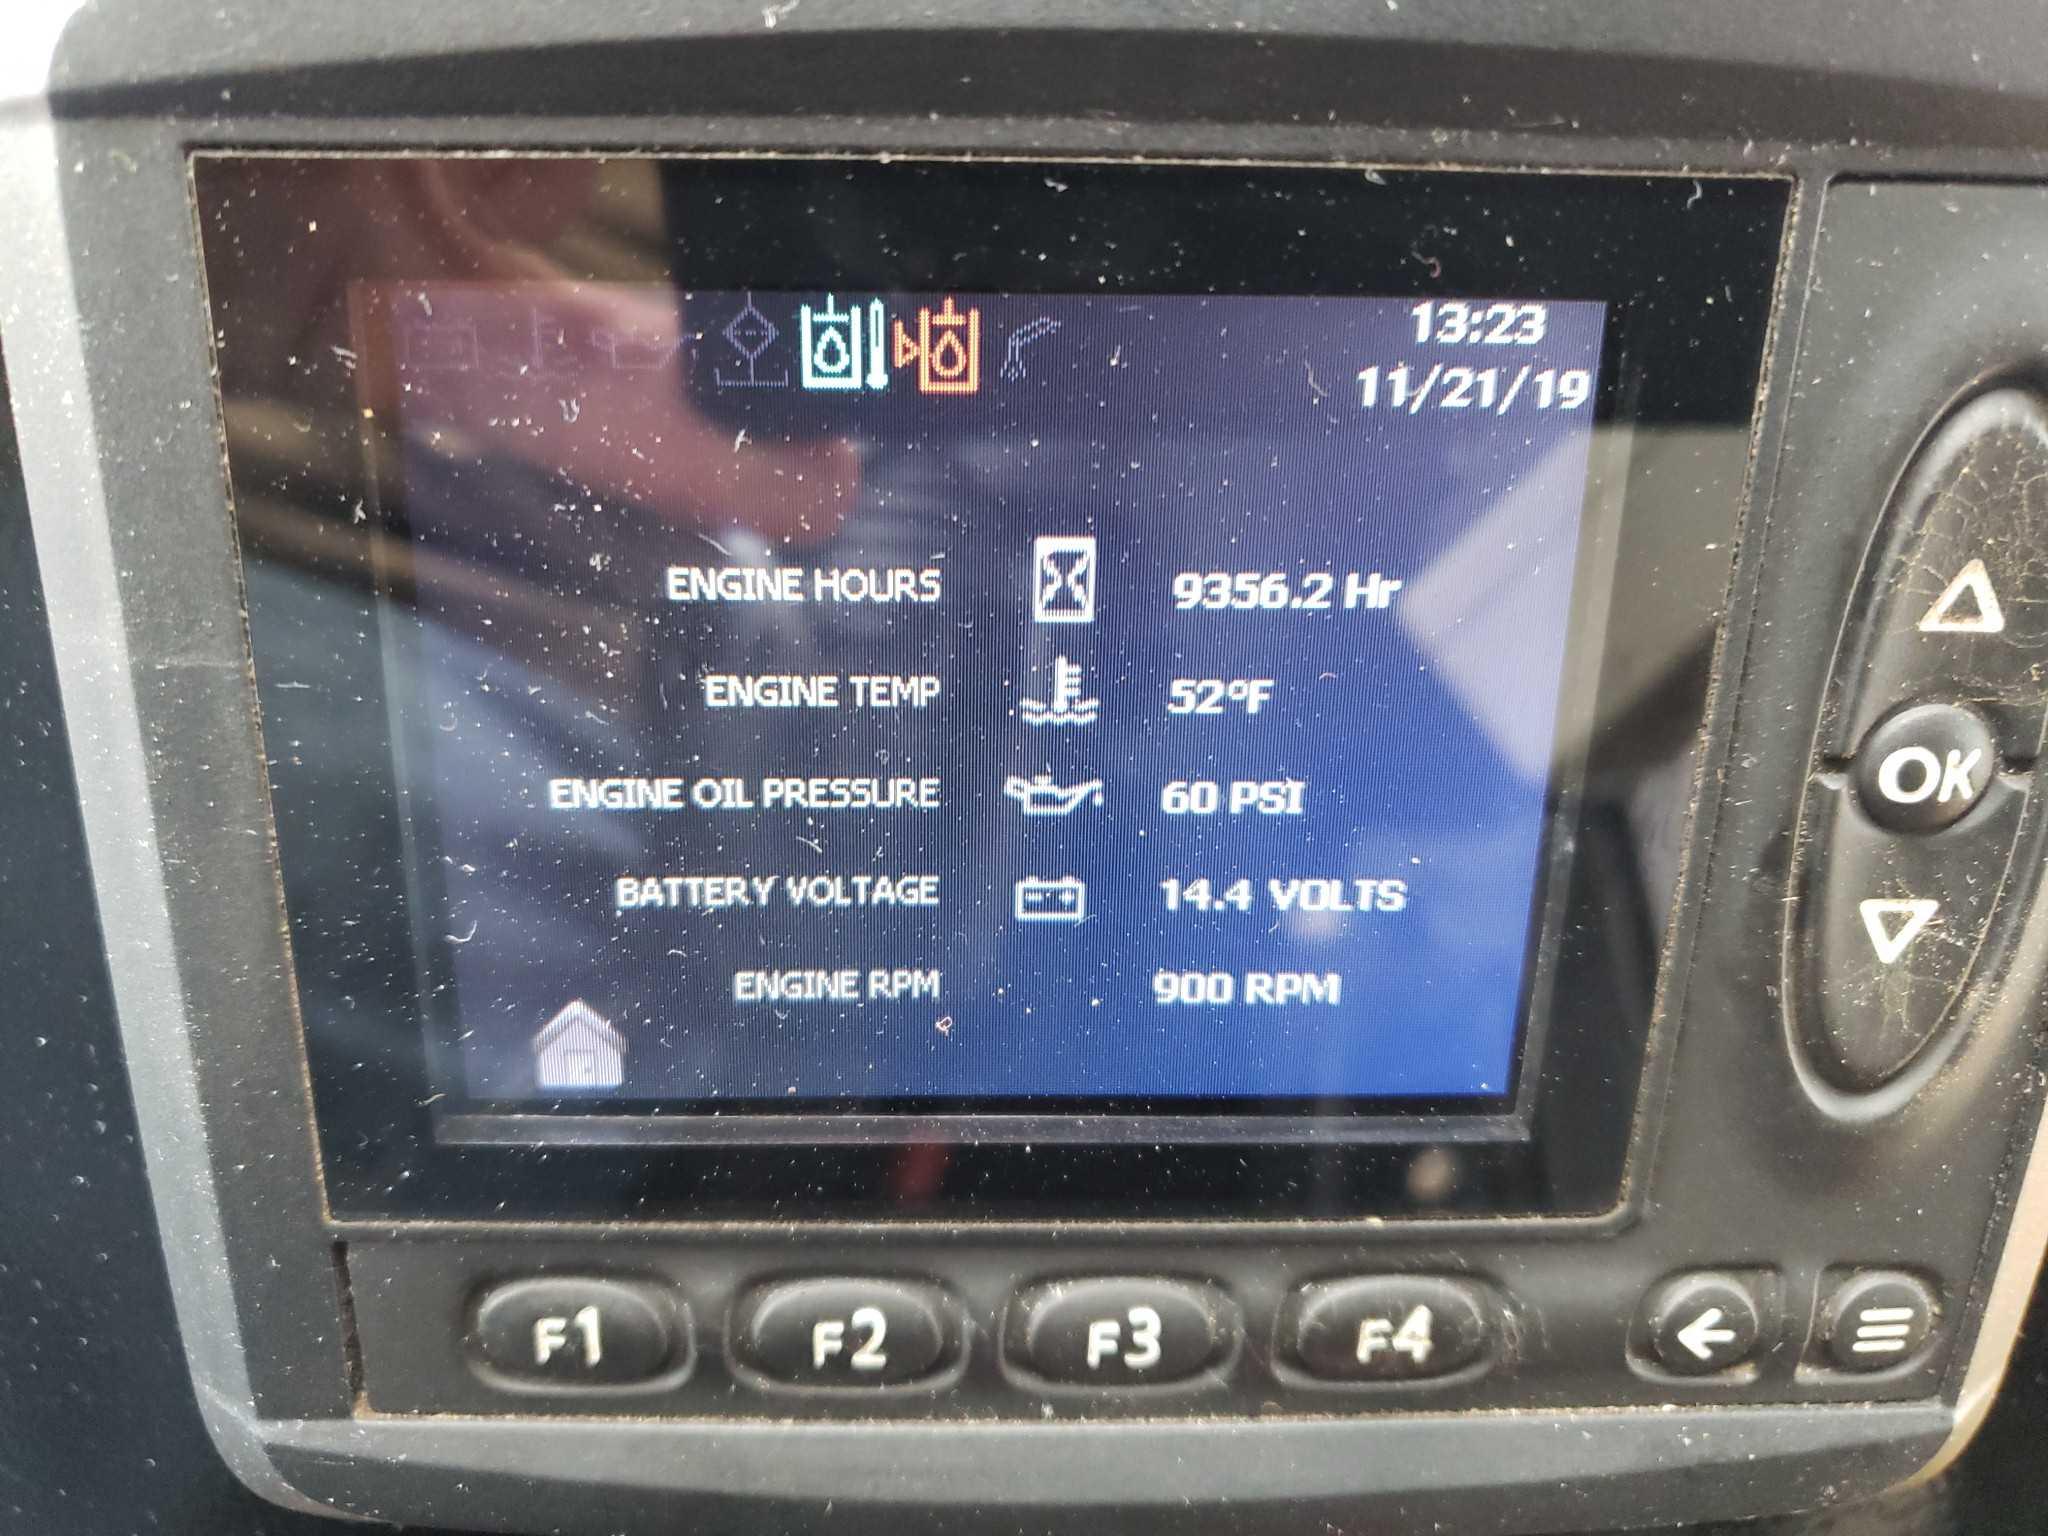 13:23
11/21/19
ENGINE HOURS 9356.2 Hr
ENGINE TEMP 52°F
ENGINE OIL PRESSURE 60 PSI
BATTERY VOLTAGE 14.4 VOLTS
ENGINE RPM 900 RPM
OK
F1 F2 F3 F4